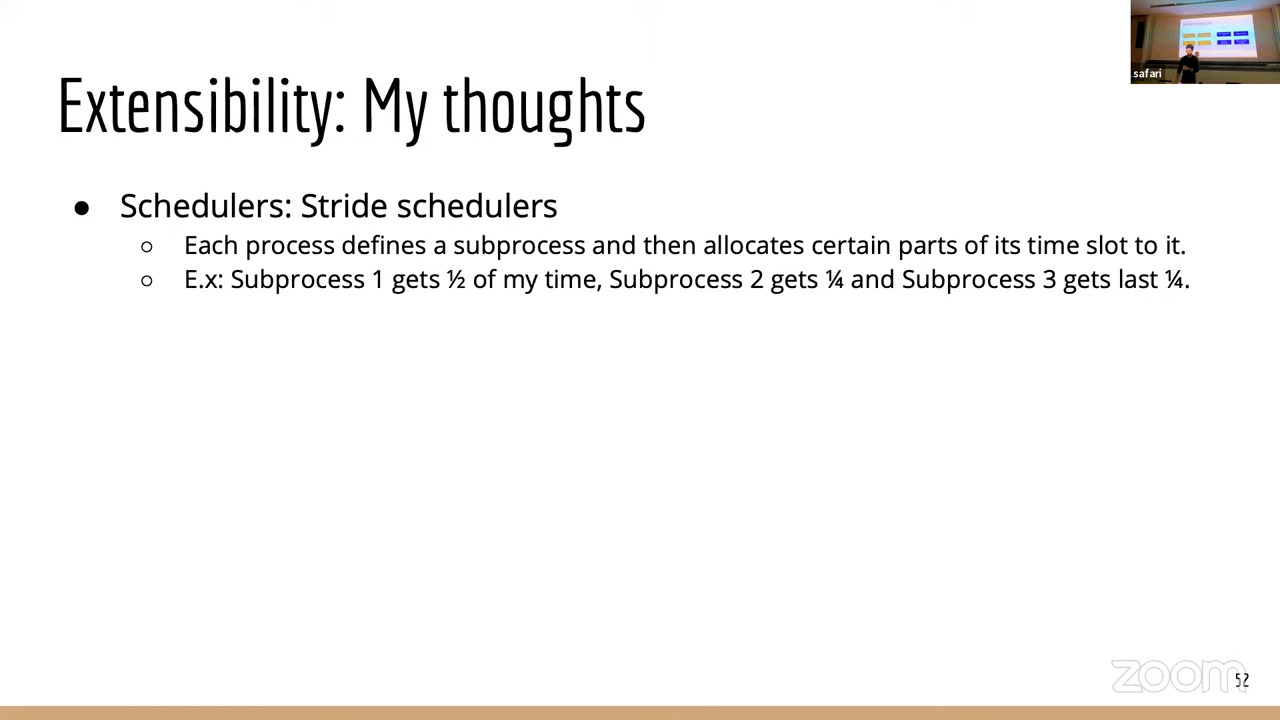 safari
Extensibility: My thoughts
● Schedulers: Stride schedulers
○ Each process defines a subprocess and then allocates certain parts of its time slot to it.
○ E.x: Subprocess 1 gets ½ of my time, Subprocess 2 gets ¼ and Subprocess 3 gets last ¼.
zoom
52